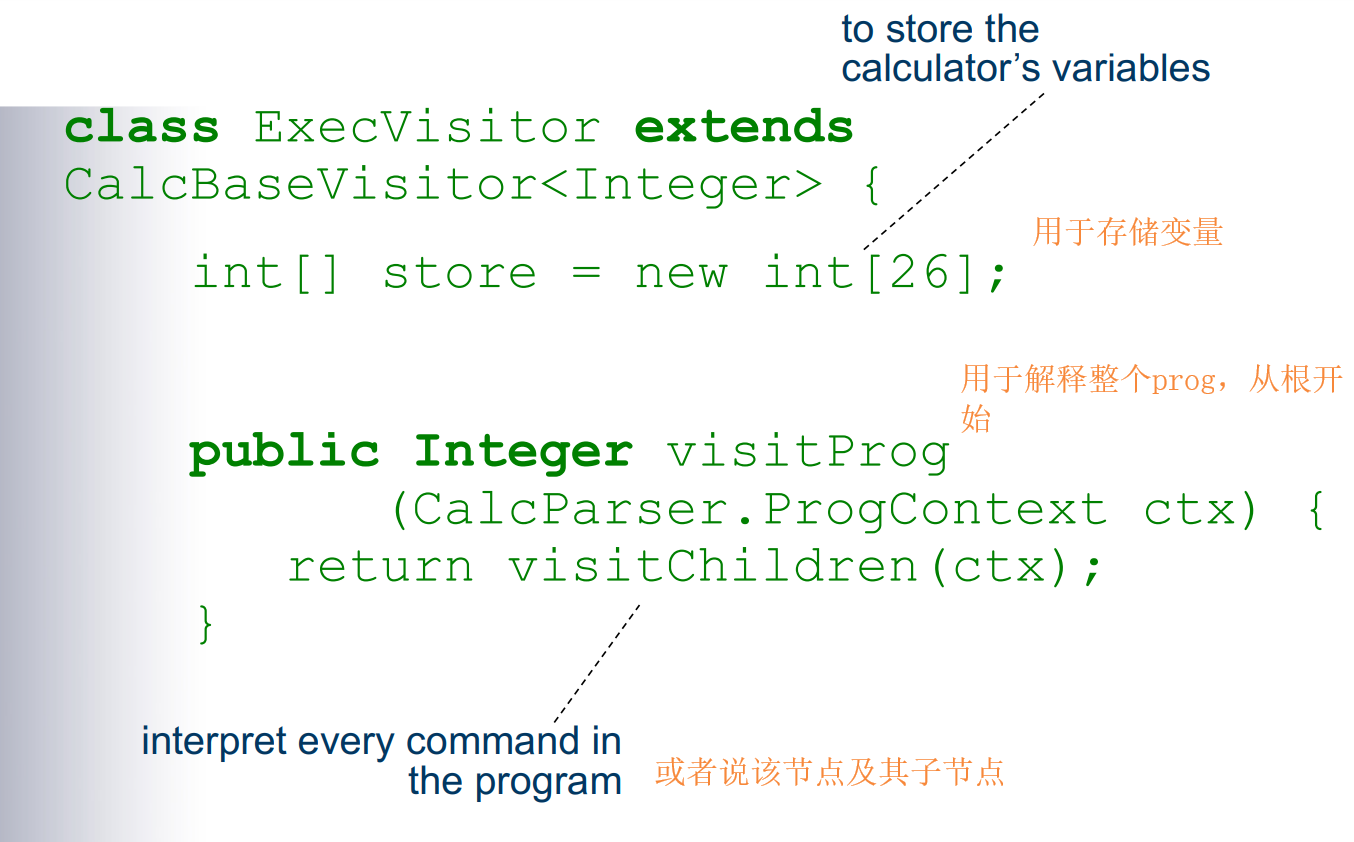 to store the
calculator’s variables
class ExecVisitor extends
CalcBaseVisitor<Integer> {
用于存储变量
int[] store = new int[26];
用于解释整个prog，从根开
始
public Integer visitProg
(CalcParser.ProgContext ctx) {
return visitChildren(ctx);
}
interpret every command in
the program
或者说该节点及其子节点